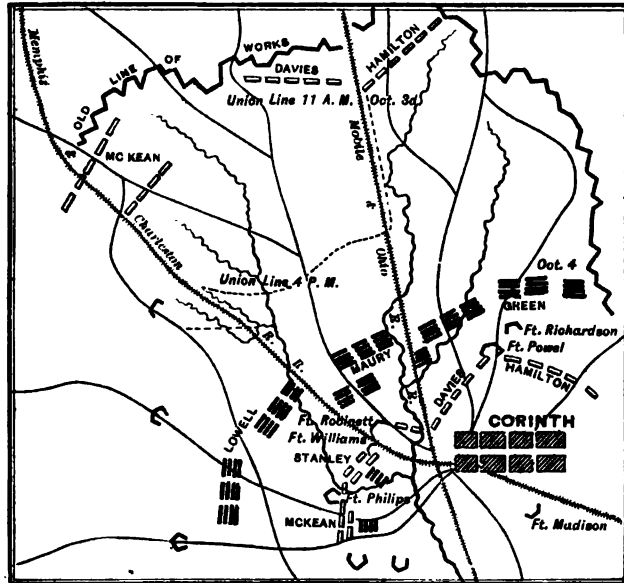 Memphis
OLD LINE OF WORKS
DAVIES
HAMILTON
Union Line 11 A.M. Oct. 3d
&
MC KEAN
Charleston
Mobile & Ohio R. R.
Union Line 4 P.M.
R. R.
Oct. 4
GREEN
Ft. Richardson
Ft. Powel
HAMILTON
MAURY
DAVIES
LOWELL
Ft. Robinett
Ft. Williams
CORINTH
STANLEY
Ft. Philips
MCKEAN
Ft. Madison